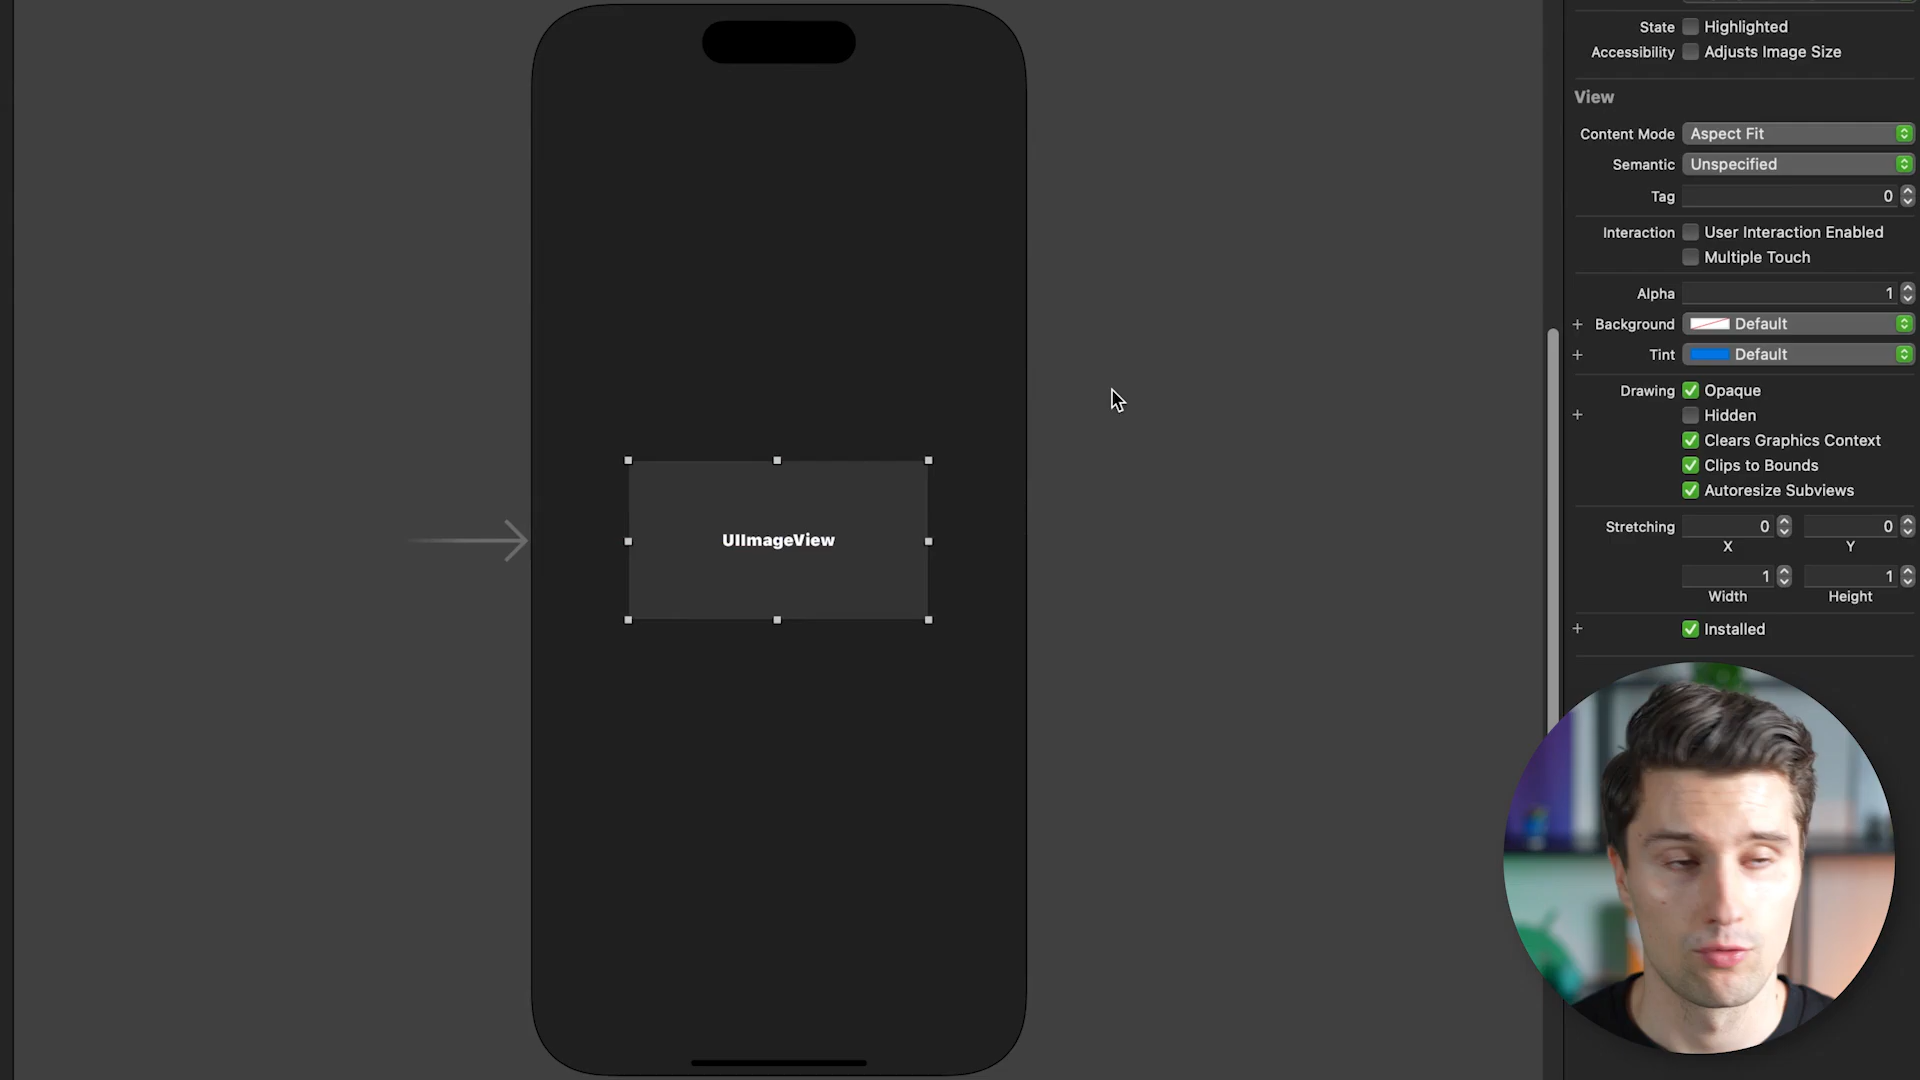 State Highlighted
Accessibility Adjusts Image Size
View
Content Mode Aspect Fit
Semantic Unspecified
Tag 0
Interaction User Interaction Enabled
Multiple Touch
Alpha 1
+ Background Default
+ Tint Default
Drawing Opaque
+ Hidden
Clears Graphics Context
Clips to Bounds
Autoresize Subviews
Stretching 0 0
X Y
1 1
Width Height
+ Installed
UIImageView